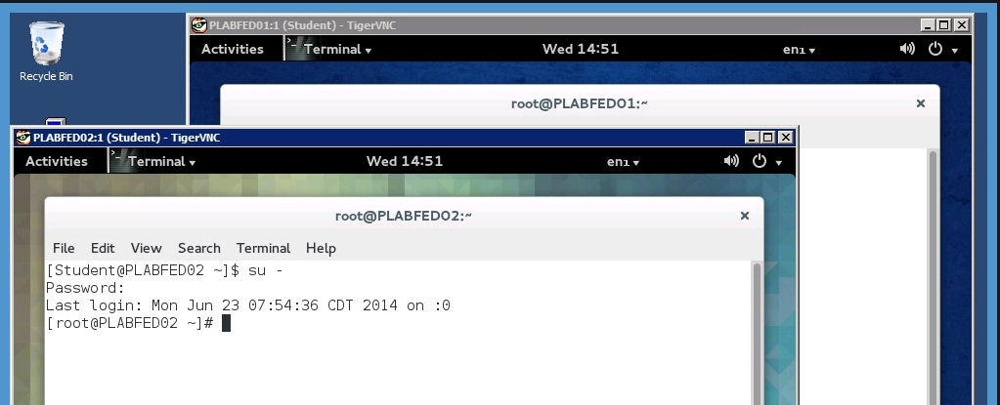 Recycle Bin
PLABFED01:1 (Student) - TigerVNC
Activities Terminal Wed 14:51 en1
root@PLABFED01:~
PLABFED02:1 (Student) - TigerVNC
Activities Terminal Wed 14:51 en1
root@PLABFED02:~
File Edit View Search Terminal Help
[Student@PLABFED02 ~]$ su -
Password:
Last login: Mon Jun 23 07:54:36 CDT 2014 on :0
[root@PLABFED02 ~]#